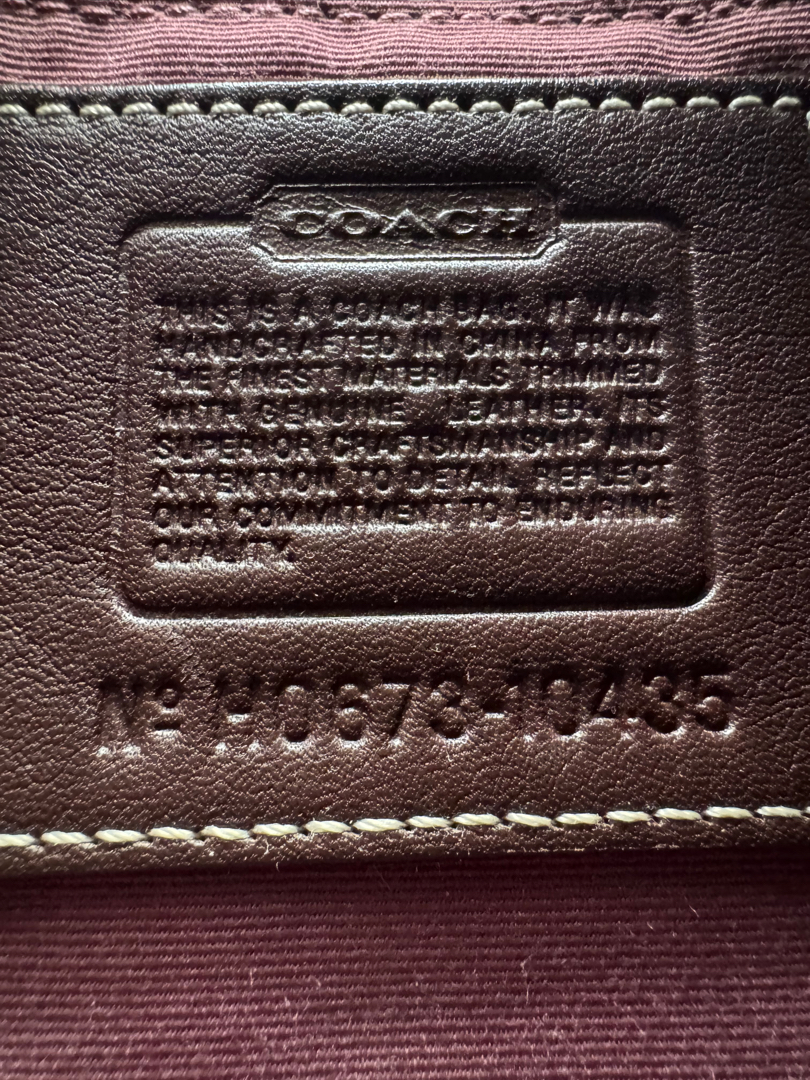 COACH
THIS IS A COACH BAG. IT WAS
HANDCRAFTED IN CHINA FROM
THE FINEST MATERIALS TRIMMED
WITH GENUINE LEATHER. ITS
SUPERIOR CRAFTSMANSHIP AND
ATTENTION TO DETAIL REFLECT
OUR COMMITMENT TO ENDURING
QUALITY.
Nº H0673-10435